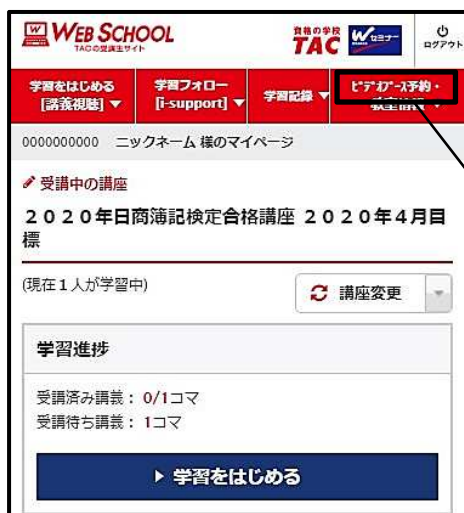 WEB SCHOOL
TACの受講生サイト
資格の学校
TAC
Wセミナー
ログアウト
学習をはじめる
[講義視聴] ▼
学習フォロー
[i-support] ▼
学習記録 ▼
ビデオブース予約・
0000000000 ニックネーム 様のマイページ
受講中の講座
2020年日商簿記検定合格講座 2020年4月目
標
(現在1人が学習中)
講座変更
学習進捗
受講済み講義: 0/1コマ
受講待ち講義: 1コマ
学習をはじめる